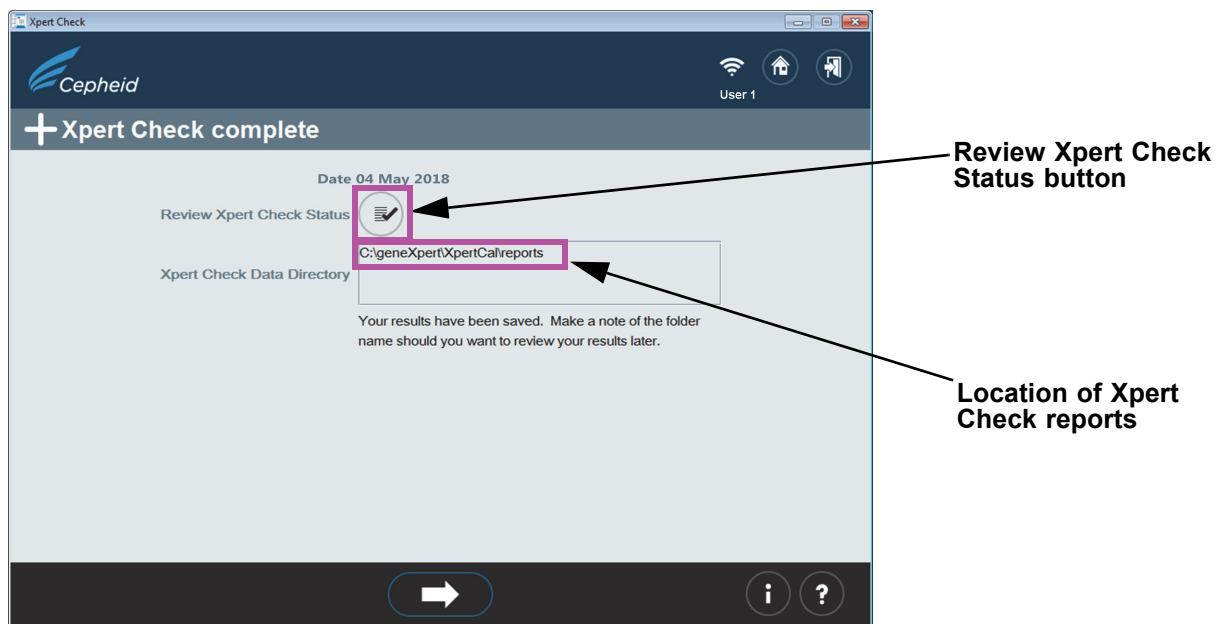 Xpert Check
Cepheid
User 1
Xpert Check complete
Date 04 May 2018
Review Xpert Check Status
C:\geneXpert\XpertCal\reports
Xpert Check Data Directory
Your results have been saved. Make a note of the folder
name should you want to review your results later.
i ?
Review Xpert Check
Status button
Location of Xpert
Check reports